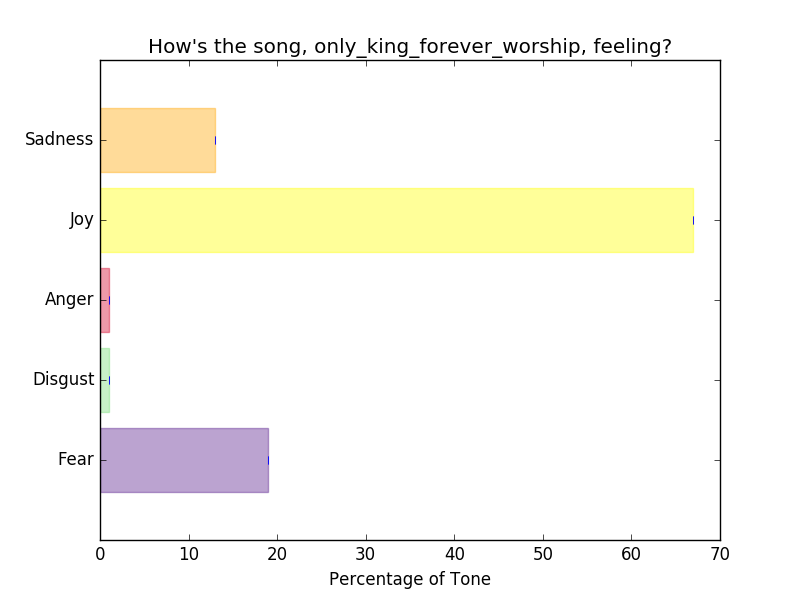 How's the song, only_king_forever_worship, feeling?
Sadness
Joy
Anger
Disgust
Fear
0 10 20 30 40 50 60 70
Percentage of Tone